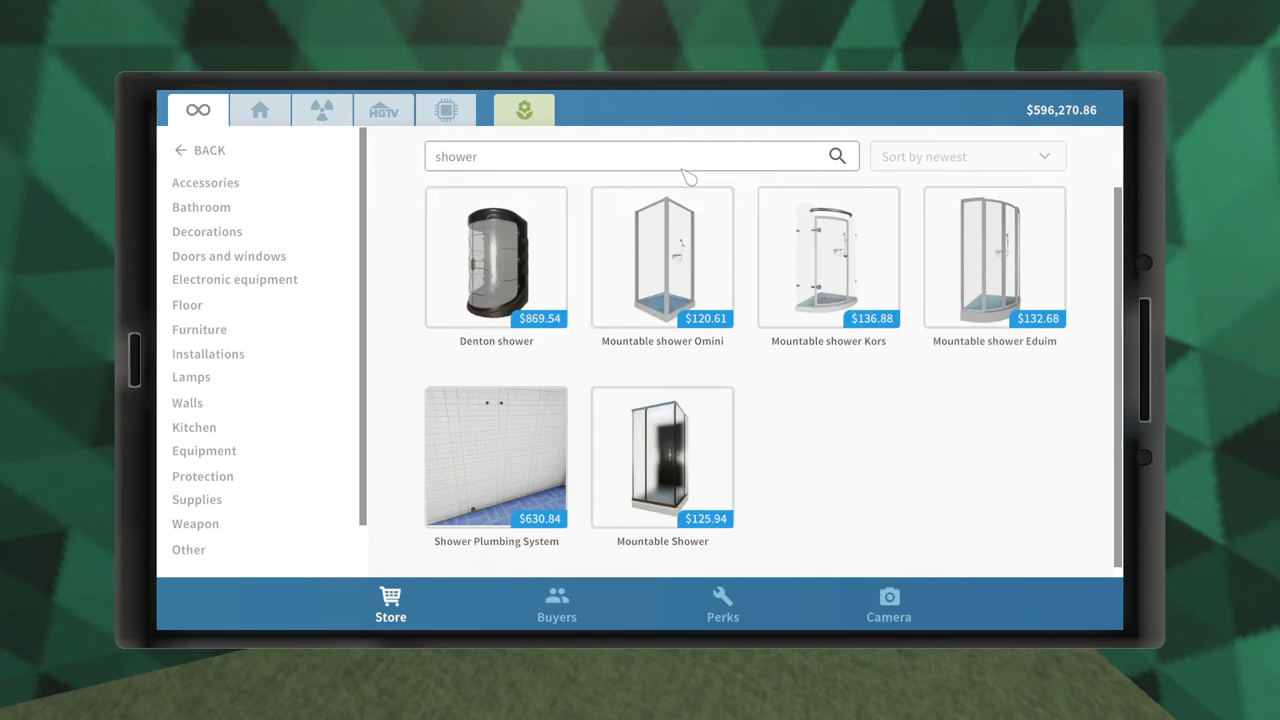 HGTV
$596,270.86
BACK
shower
Sort by newest
Accessories
Bathroom
Decorations
Doors and windows
Electronic equipment
Floor
Furniture
Installations
Lamps
Walls
Kitchen
Equipment
Protection
Supplies
Weapon
Other
$869.54
$120.61
$136.88
$132.68
Denton shower
Mountable shower Omini
Mountable shower Kors
Mountable shower Eduim
$630.84
$125.94
Shower Plumbing System
Mountable Shower
Store
Buyers
Perks
Camera